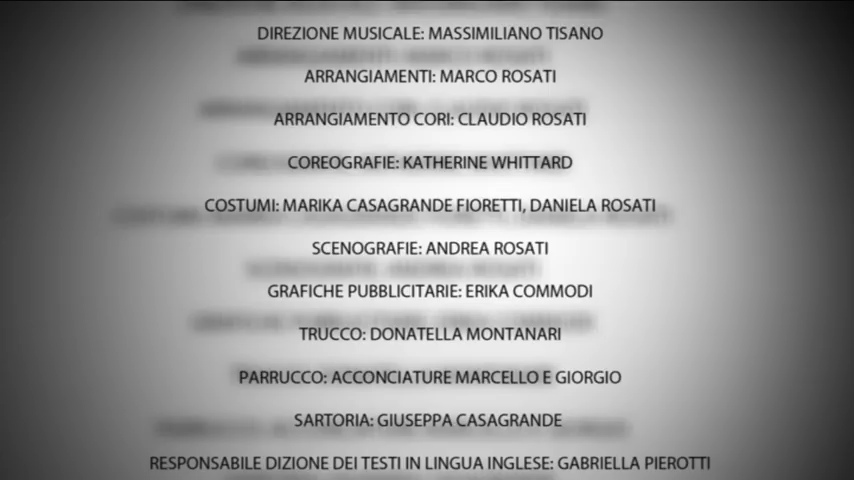 DIREZIONE MUSICALE: MASSIMILIANO TISANO
ARRANGIAMENTI: MARCO ROSATI
ARRANGIAMENTO CORI: CLAUDIO ROSATI
COREOGRAFIE: KATHERINE WHITTARD
COSTUMI: MARIKA CASAGRANDE FIORETTI, DANIELA ROSATI
SCENOGRAFIE: ANDREA ROSATI
GRAFICHE PUBBLICITARIE: ERIKA COMMODI
TRUCCO: DONATELLA MONTANARI
PARRUCCO: ACCONCIATURE MARCELLO E GIORGIO
SARTORIA: GIUSEPPA CASAGRANDE
RESPONSABILE DIZIONE DEI TESTI IN LINGUA INGLESE: GABRIELLA PIEROTTI